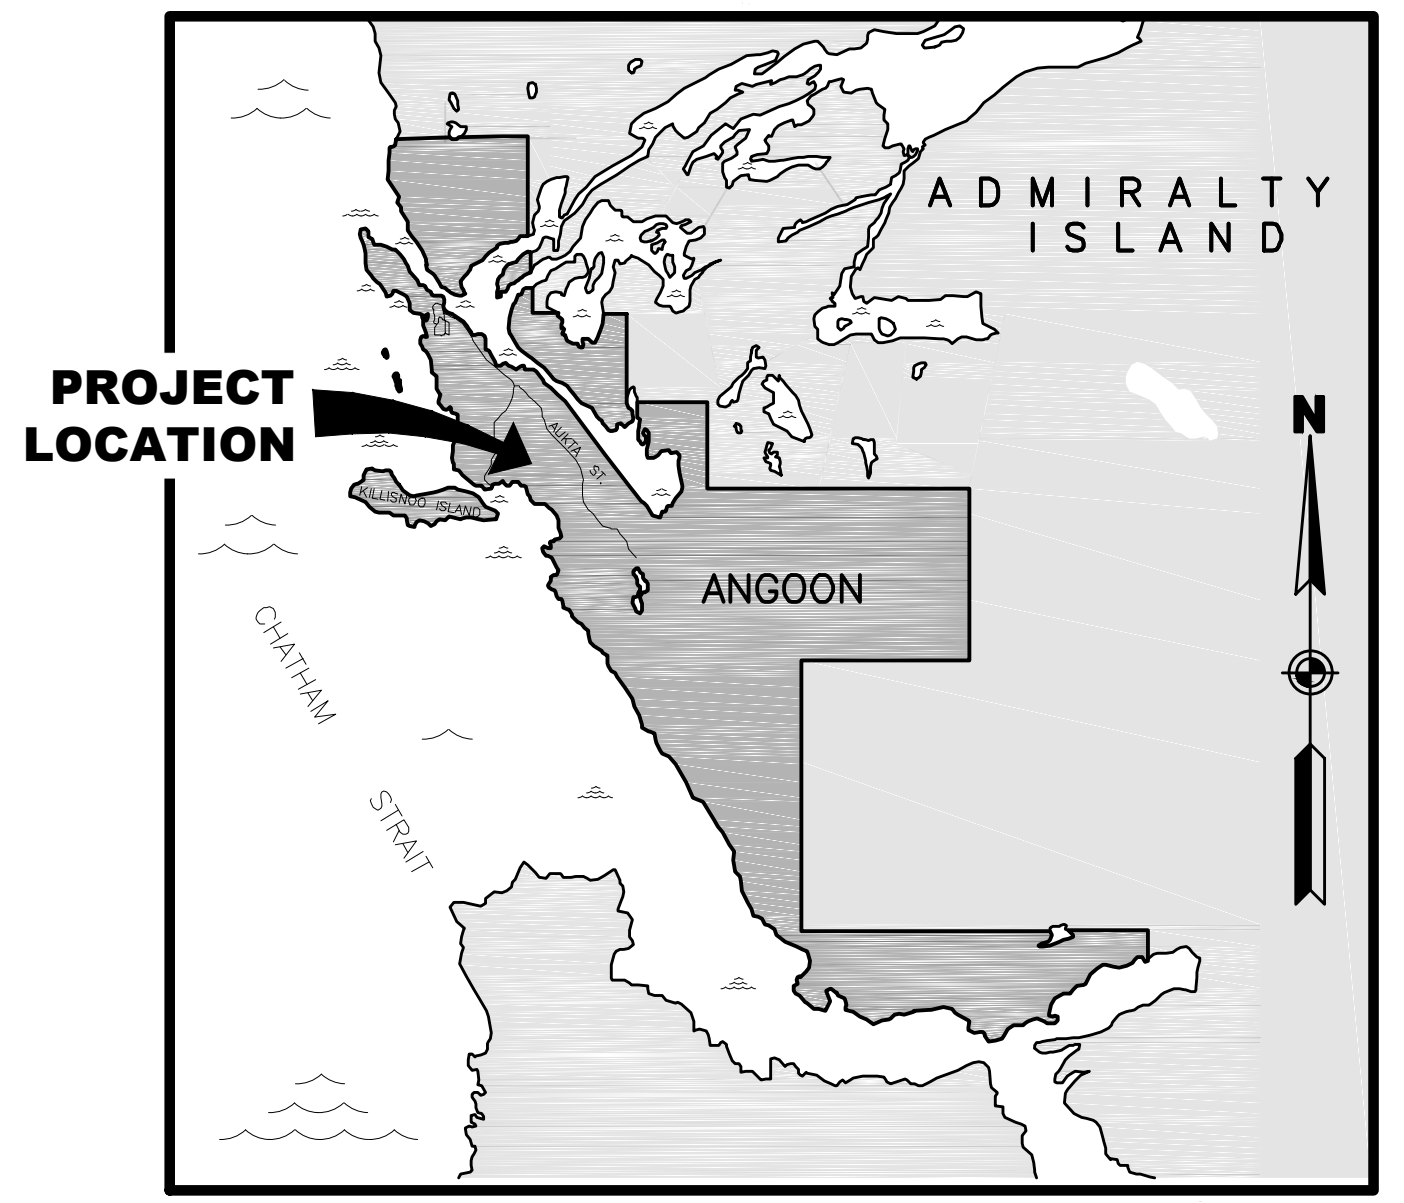 ADMIRALTY
ISLAND
PROJECT
LOCATION
N
AUKTA ST.
KILLISNOO ISLAND
ANGOON
CHATHAM
STRAIT